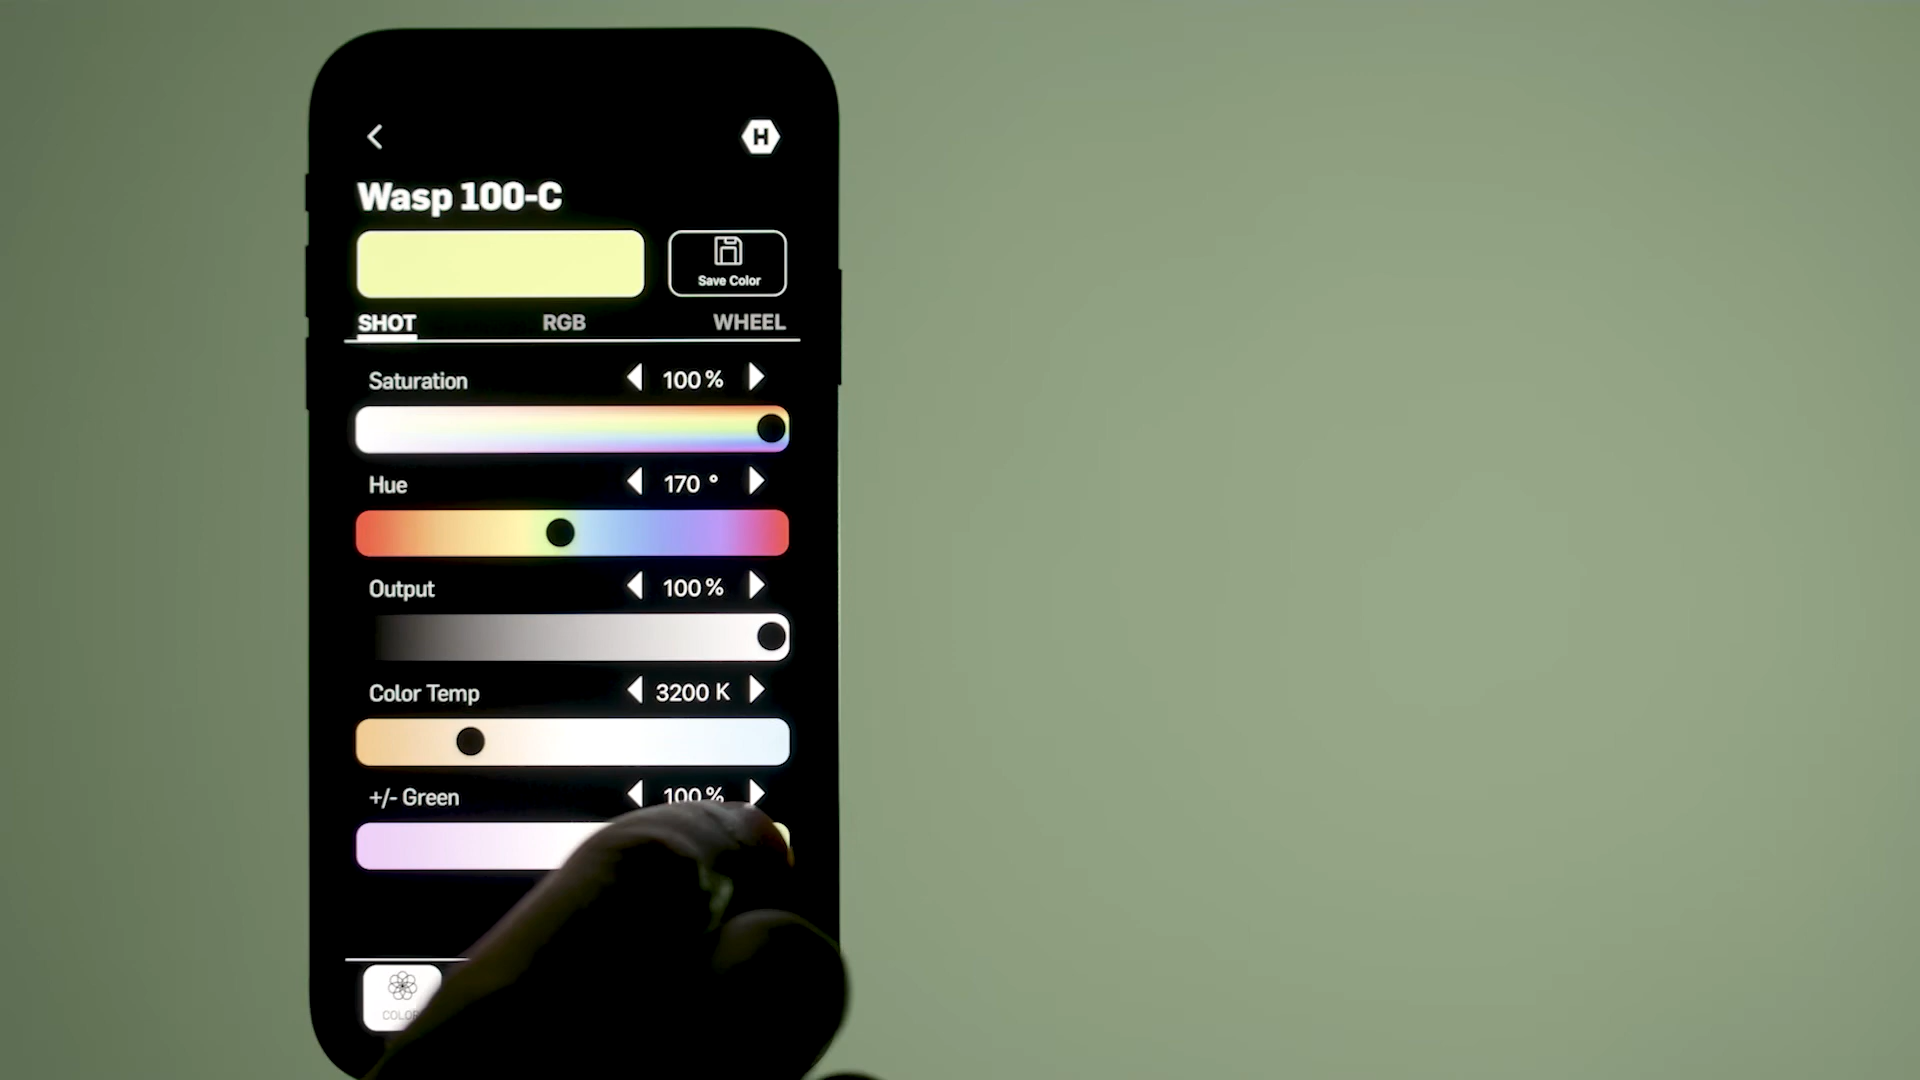 H
Wasp 100-C
Save Color
SHOT RGB WHEEL
Saturation 100 %
Hue 170 °
Output 100 %
Color Temp 3200 K
+/- Green 100 %